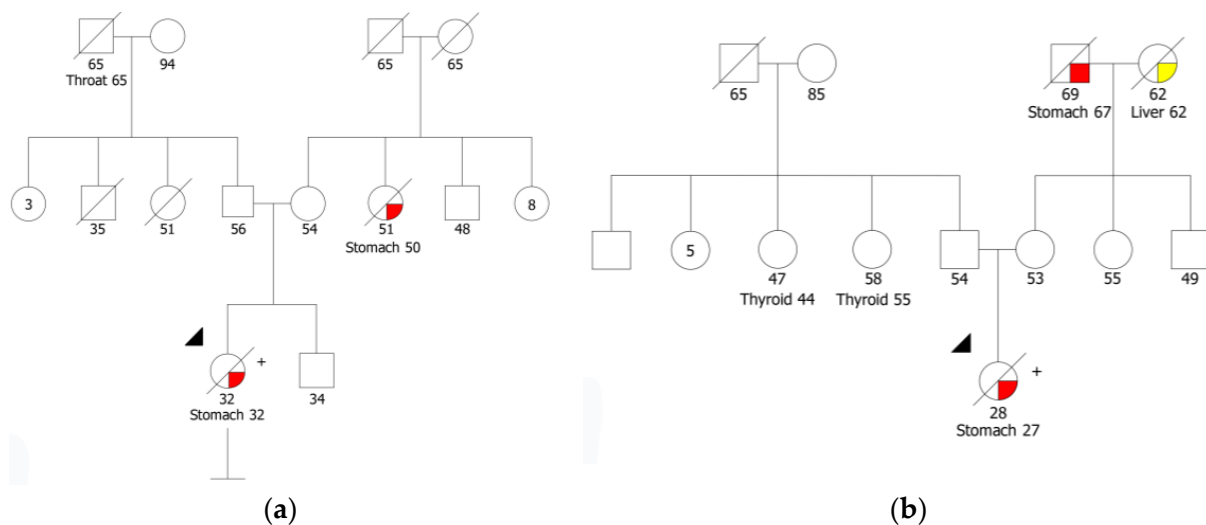 65
Throat 65
94
65
65
3
35
51
56
54
51
Stomach 50
48
8
+
32
Stomach 32
34
(a)
65
85
69
Stomach 67
62
Liver 62
5
47
Thyroid 44
58
Thyroid 55
54
53
55
49
+
28
Stomach 27
(b)